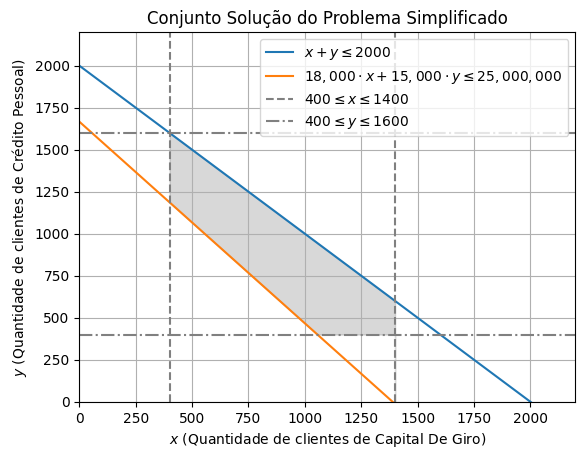 Conjunto Solução do Problema Simplificado
x + y ≤ 2000
18,000 · x + 15,000 · y ≤ 25,000,000
400 ≤ x ≤ 1400
400 ≤ y ≤ 1600
y (Quantidade de clientes de Crédito Pessoal)
2000
1750
1500
1250
1000
750
500
250
0
0 250 500 750 1000 1250 1500 1750 2000
x (Quantidade de clientes de Capital De Giro)